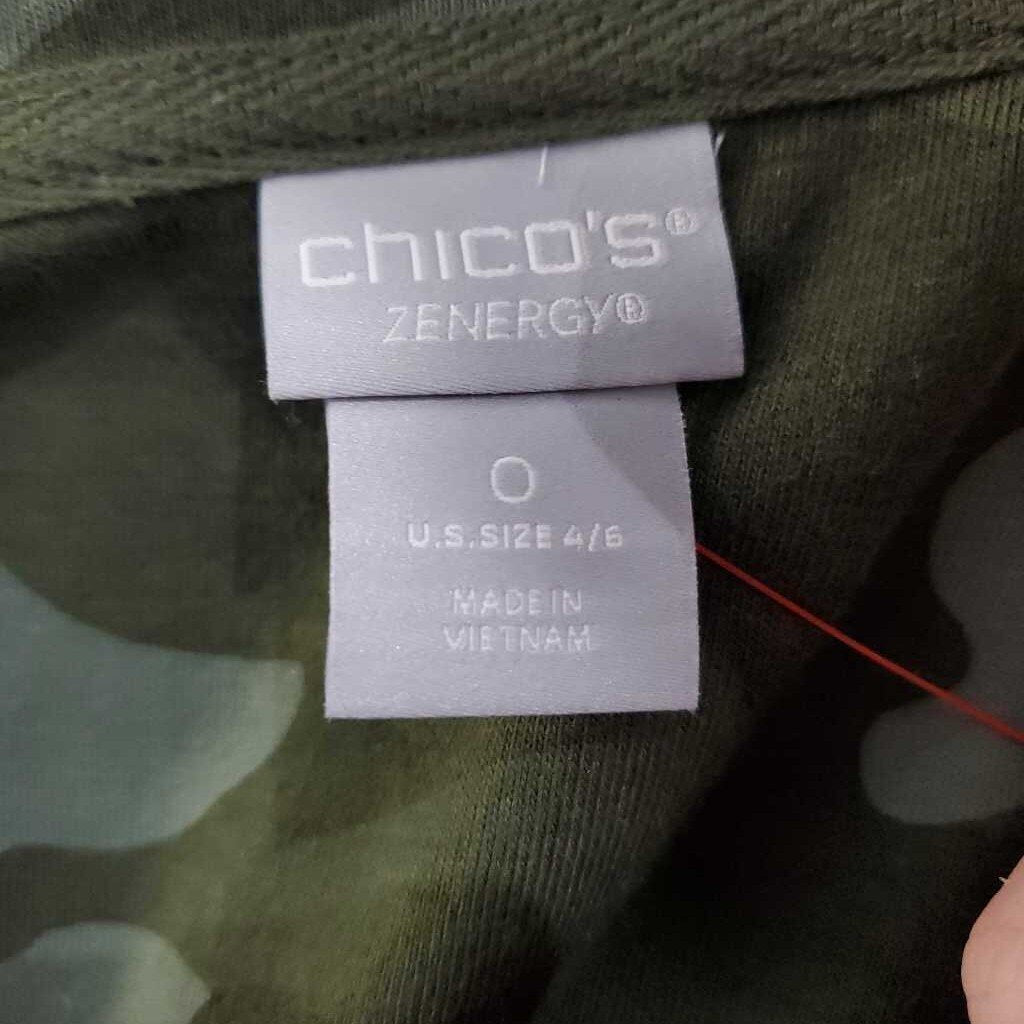 chico's®
ZENERGY®
0
U.S. SIZE 4/6
MADE IN
VIETNAM